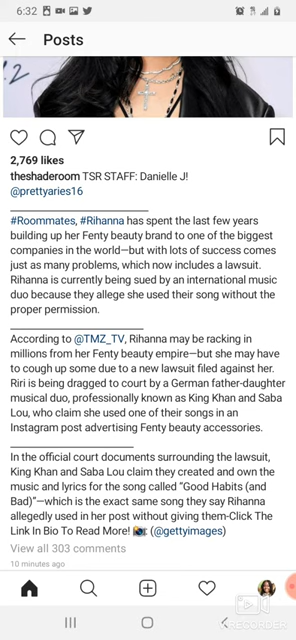 6:32
Posts
2
2,769 likes
theshaderoom TSR STAFF: Danielle J!
@prettyaries16
#Roommates, #Rihanna has spent the last few years
building up her Fenty beauty brand to one of the biggest
companies in the world—but with lots of success comes
just as many problems, which now includes a lawsuit.
Rihanna is currently being sued by an international music
duo because they allege she used their song without the
proper permission.
According to @TMZ_TV, Rihanna may be racking in
millions from her Fenty beauty empire—but she may have
to cough up some due to a new lawsuit filed against her.
Riri is being dragged to court by a German father-daughter
musical duo, professionally known as King Khan and Saba
Lou, who claim she used one of their songs in an
Instagram post advertising Fenty beauty accessories.
In the official court documents surrounding the lawsuit,
King Khan and Saba Lou claim they created and own the
music and lyrics for the song called “Good Habits (and
Bad)”—which is the exact same song they say Rihanna
allegedly used in her post without giving them-Click The
Link In Bio To Read More! 📸: (@gettyimages)
View all 303 comments
10 minutes ago
RECORDER